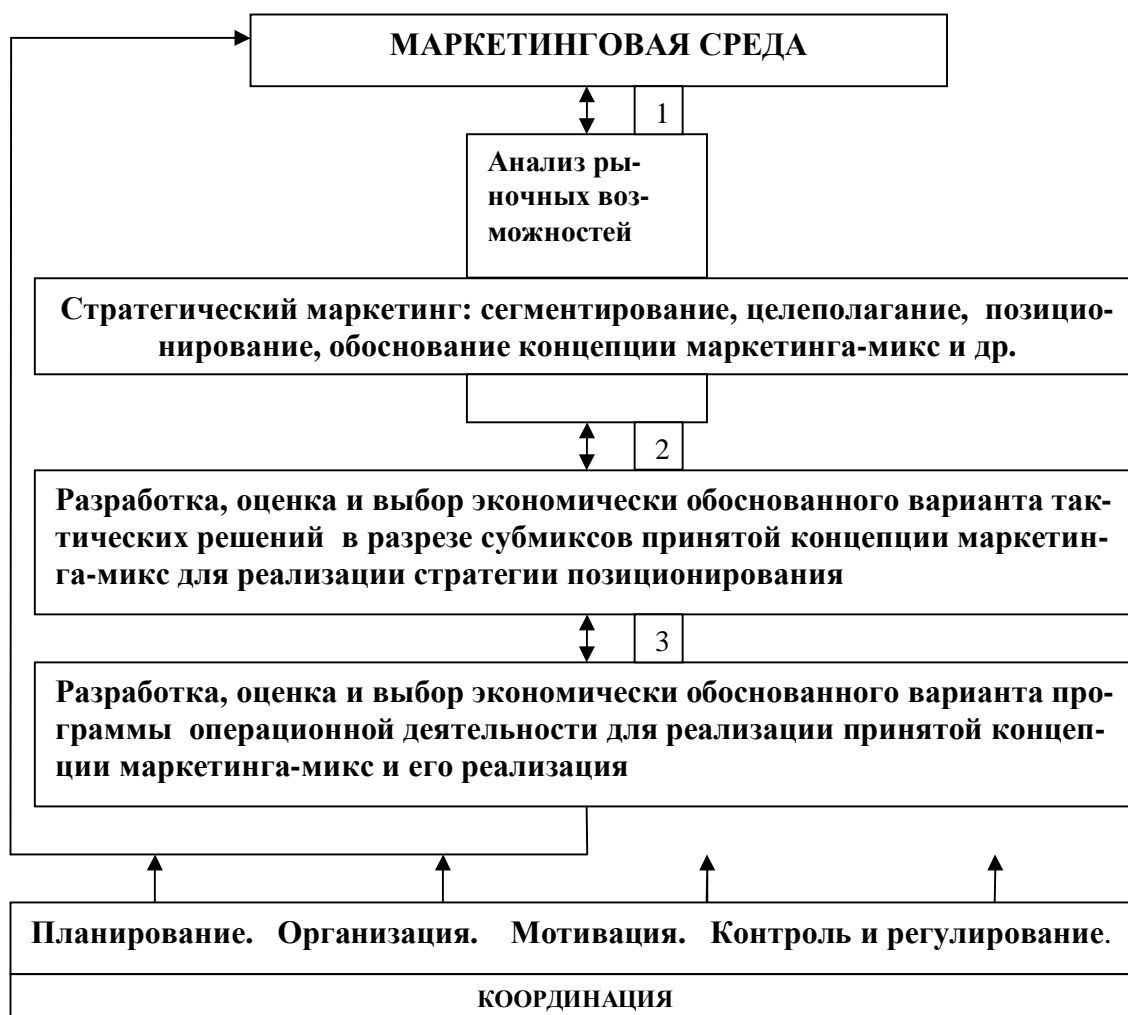 МАРКЕТИНГОВАЯ СРЕДА
1
Анализ ры-
ночных воз-
можностей
Стратегический маркетинг: сегментирование, целеполагание, позицио-
нирование, обоснование концепции маркетинга-микс и др.
2
Разработка, оценка и выбор экономически обоснованного варианта так-
тических решений в разрезе субмиксов принятой концепции маркетин-
га-микс для реализации стратегии позиционирования
3
Разработка, оценка и выбор экономически обоснованного варианта про-
граммы операционной деятельности для реализации принятой концеп-
ции маркетинга-микс и его реализация
Планирование. Организация. Мотивация. Контроль и регулирование.
КООРДИНАЦИЯ